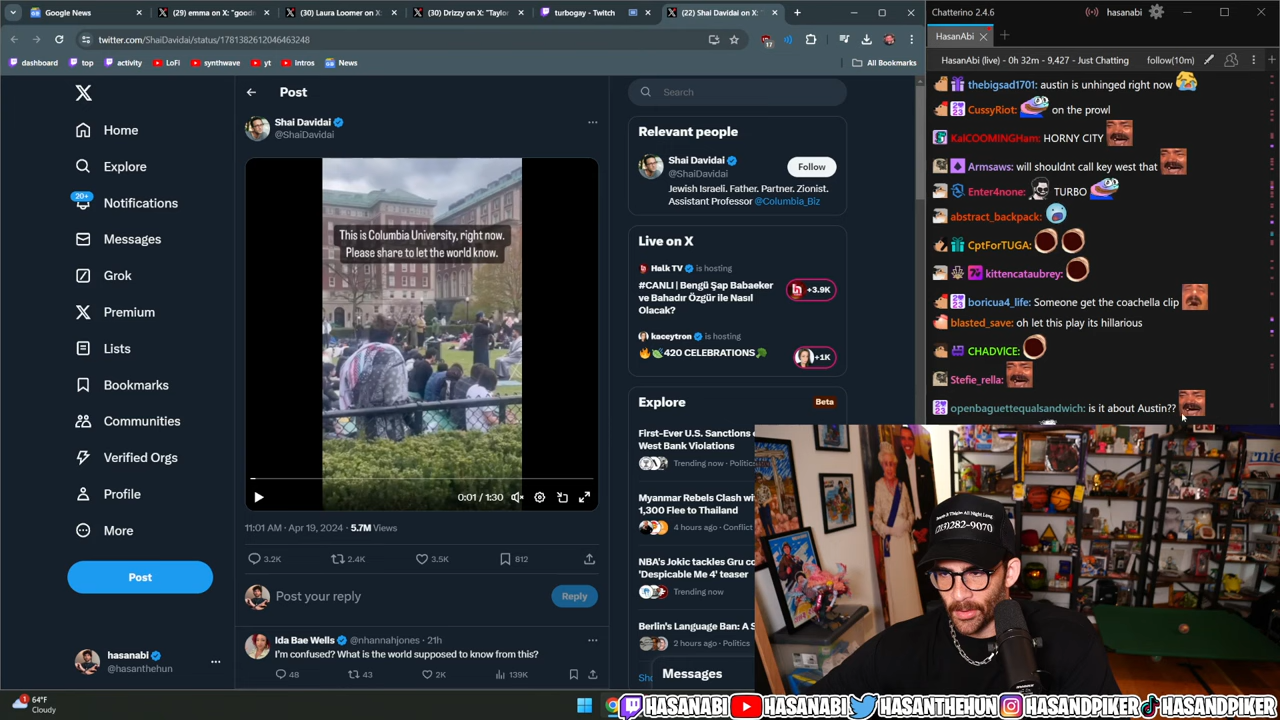 Google News
(29) emma on X: "good
(30) Laura Loomer on X:
(30) Drizzy on X: "Taylor
turbogay - Twitch
(22) Shai Davidai on X: "
twitter.com/ShaiDavidai/status/1781382612046463248
17
dashboard
top
activity
LoFi
synthwave
yt
intros
News
All Bookmarks
Home
Explore
20+
Notifications
Messages
Grok
Premium
Lists
Bookmarks
Communities
Verified Orgs
Profile
More
Post
hasanabi
@hasanthehun
Post
Shai Davidai
@ShaiDavidai
This is Columbia University, right now.
Please share to let the world know.
0:01 / 1:30
11:01 AM · Apr 19, 2024 · 5.7M Views
3.2K
2.4K
3.5K
812
Post your reply
Reply
Ida Bae Wells @nhannahjones · 21h
I'm confused? What is the world supposed to know from this?
48
43
2K
139K
Search
Relevant people
Shai Davidai
@ShaiDavidai
Follow
Jewish Israeli. Father. Partner. Zionist.
Assistant Professor @Columbia_Biz
Live on X
Halk TV is hosting
#CANLI | Bengü Şap Babaeker
ve Bahadır Özgür ile Nasıl
Olacak?
+3.9K
kaceytron is hosting
420 CELEBRATIONS
+1K
Explore
Beta
First-Ever U.S. Sanctions
West Bank Violations
Trending now · Politics
Myanmar Rebels Clash wi
1,300 Flee to Thailand
4 hours ago · Conflict
NBA's Jokic tackles Gru co
'Despicable Me 4' teaser
Trending now
Berlin's Language Ban: A S
2 hours ago · Politics
Messages
Chatterino 2.4.6
hasanabi
HasanAbi
HasanAbi (live) - 0h 32m - 9,427 - Just Chatting
follow(10m)
thebigsad1701: austin is unhinged right now
CussyRiot: on the prowl
KalCOOMINGHam: HORNY CITY
Armsaws: will shouldnt call key west that
Enter4none: TURBO
abstract_backpack:
CptForTUGA:
kittencataubrey:
boricua4_life: Someone get the coachella clip
blasted_save: oh let this play its hillarious
CHADVICE:
Stefie_rella:
openbaguettequalsandwich: is it about Austin??
(213)282-9070
1
64°F
Cloudy
HASANABI
HASANABI
HASANTHEHUN
HASANDPIKER
HASANDPIKER